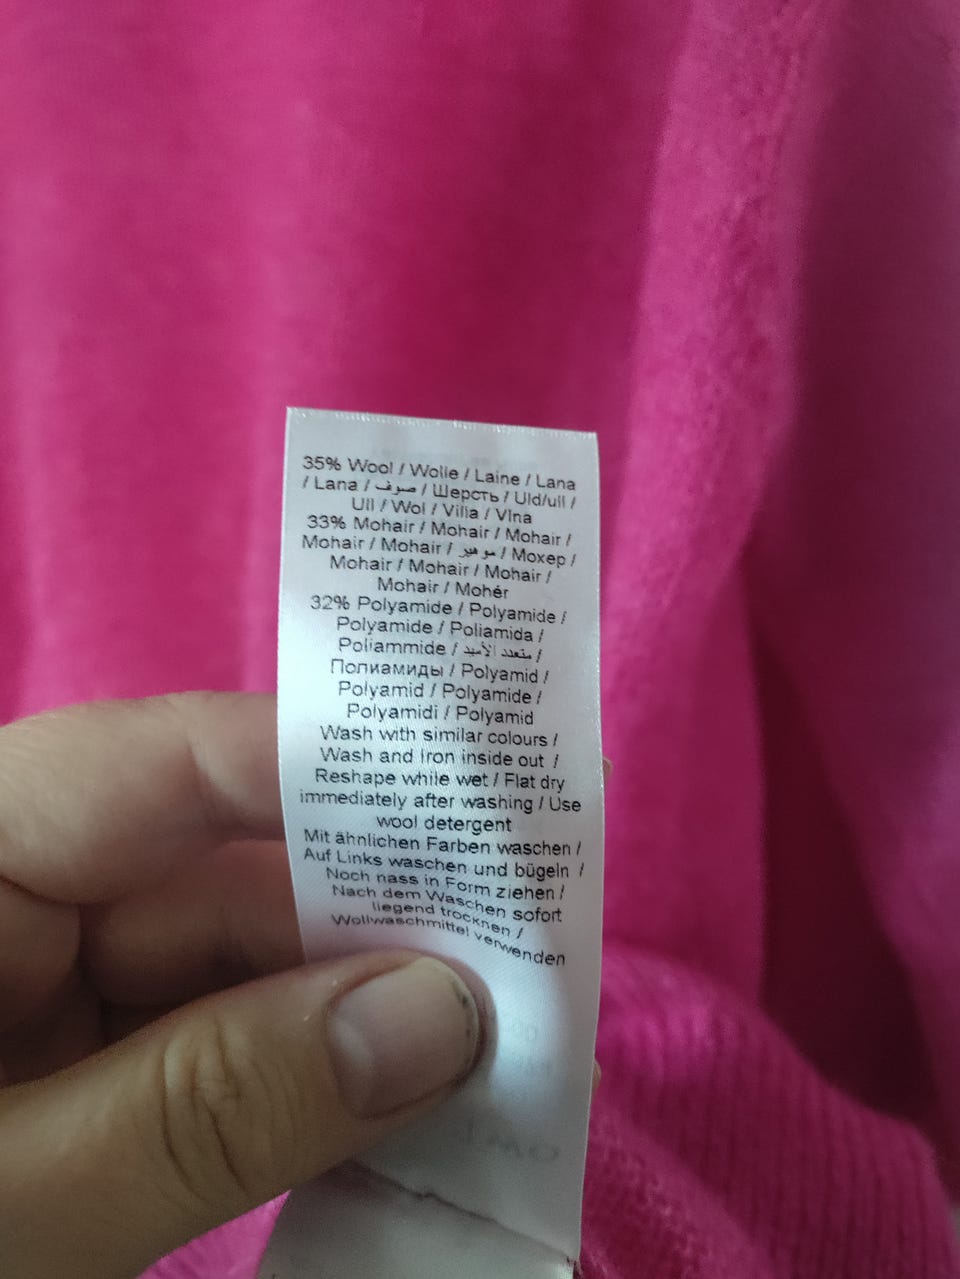 35% Wool / Wolle / Laine / Lana
/ Lana / صوف / Шерсть / Uld/ull /
Ull / Wol / Villa / Vlna
33% Mohair / Mohair / Mohair /
Mohair / Mohair / موهير / Мохер /
Mohair / Mohair / Mohair /
Mohair / Mohér
32% Polyamide / Polyamide /
Polyamide / Poliamida /
Poliammide / متعدد الأميد /
Полиамиды / Polyamid /
Polyamid / Polyamide /
Polyamidi / Polyamid
Wash with similar colours /
Wash and Iron inside out /
Reshape while wet / Flat dry
immediately after washing / Use
wool detergent
Mit ähnlichen Farben waschen /
Auf Links waschen und bügeln /
Noch nass in Form ziehen /
Nach dem Waschen sofort
liegend trocknen /
Wollwaschmittel verwenden